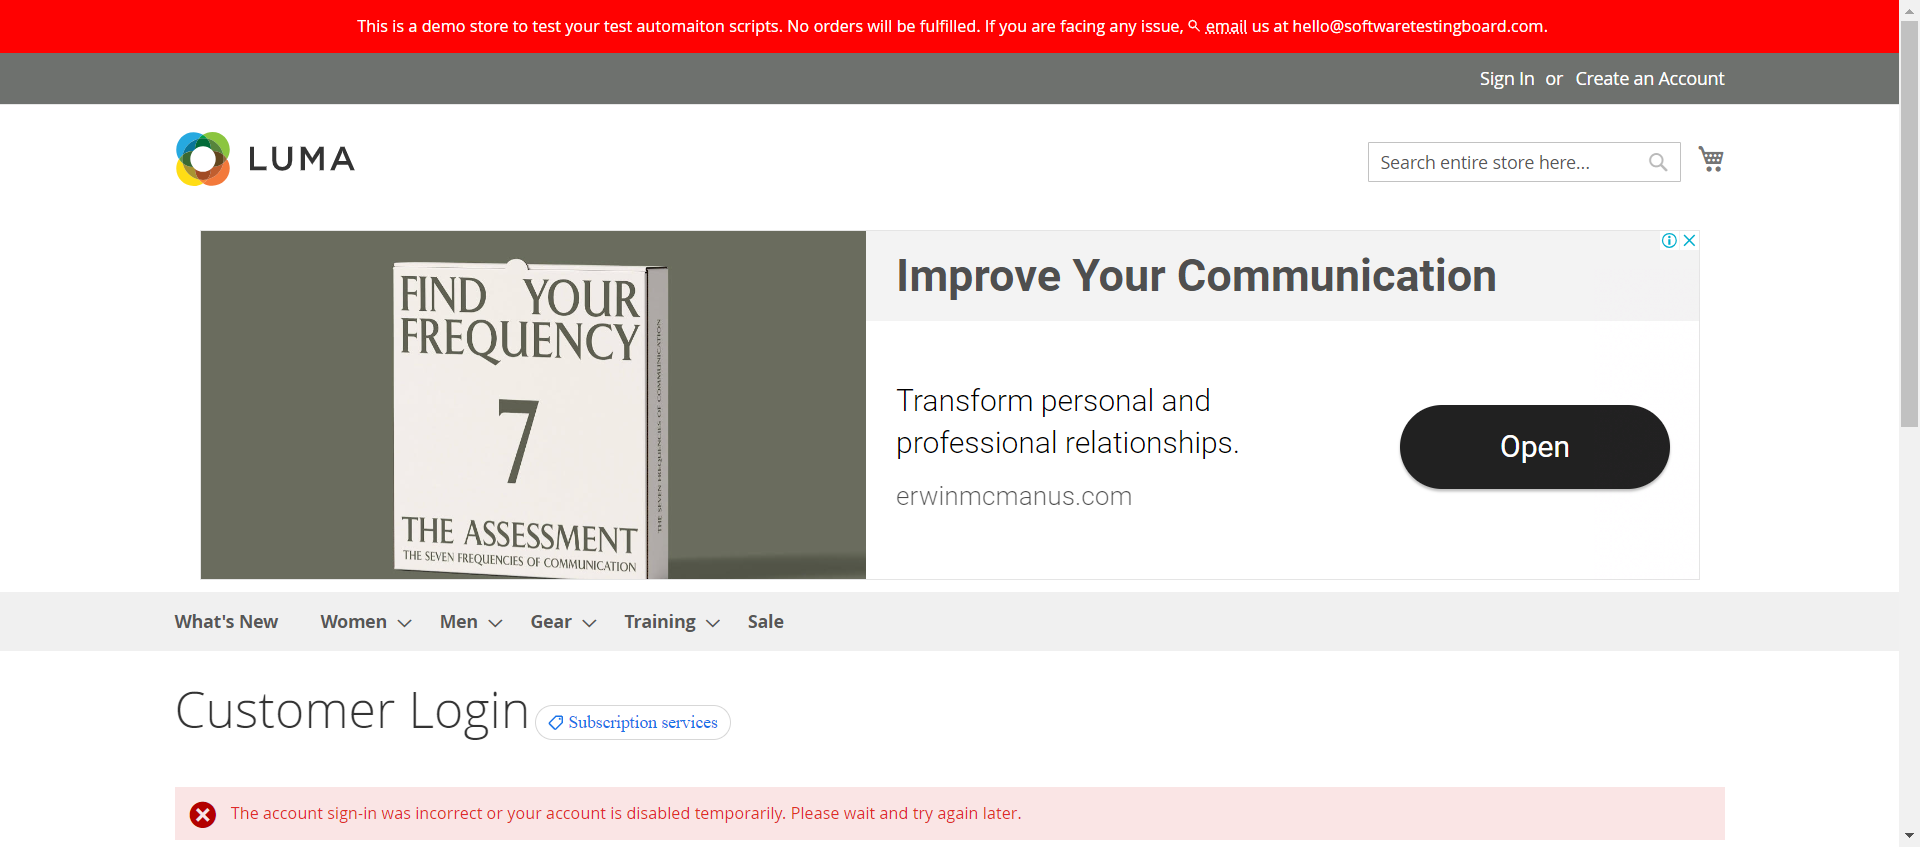 This is a demo store to test your test automaiton scripts. No orders will be fulfilled. If you are facing any issue, email us at hello@softwaretestingboard.com.
Sign In or Create an Account
LUMA
Search entire store here...
FIND YOUR
FREQUENCY
7
THE ASSESSMENT
THE SEVEN FREQUENCIES OF COMMUNICATION
THE SEVEN FREQUENCIES OF COMMUNICATION
Improve Your Communication
Transform personal and
professional relationships.
erwinmcmanus.com
Open
What's New Women Men Gear Training Sale
Customer Login
Subscription services
The account sign-in was incorrect or your account is disabled temporarily. Please wait and try again later.